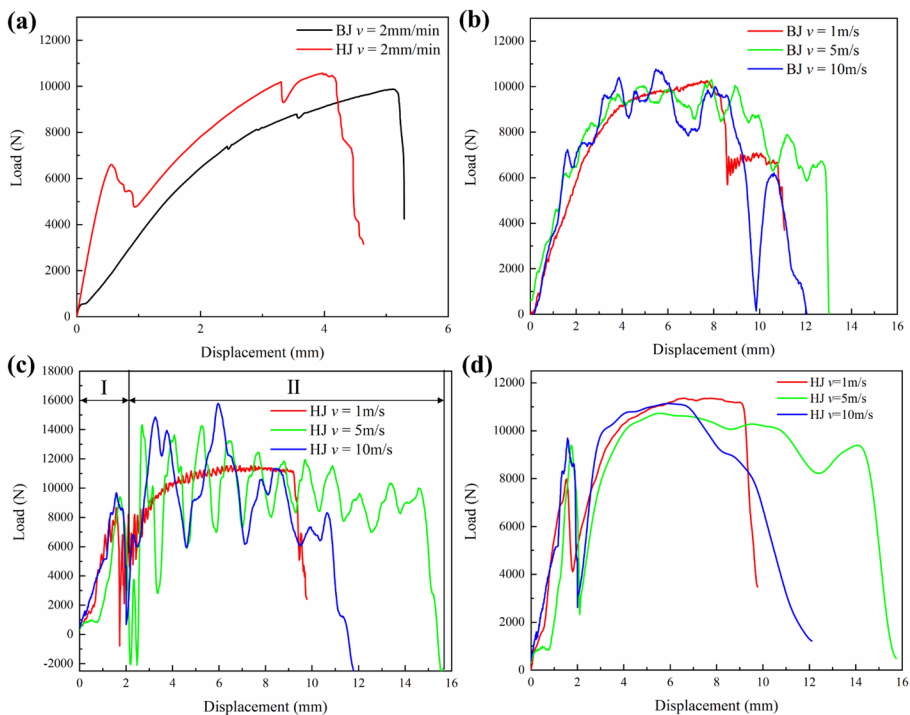 (a)
12000
10000
8000
6000
4000
2000
0
Load (N)
0 2 4 6
Displacement (mm)
BJ v = 2mm/min
HJ v = 2mm/min
(b)
12000
10000
8000
6000
4000
2000
0
Load (N)
0 2 4 6 8 10 12 14 16
Displacement (mm)
BJ v = 1m/s
BJ v = 5m/s
BJ v = 10m/s
(c)
18000
16000
14000
12000
10000
8000
6000
4000
2000
0
-2000
Load (N)
0 2 4 6 8 10 12 14 16
Displacement (mm)
I
II
HJ v = 1m/s
HJ v = 5m/s
HJ v = 10m/s
(d)
12000
10000
8000
6000
4000
2000
0
Load (N)
0 2 4 6 8 10 12 14 16
Displacement (mm)
HJ v=1m/s
HJ v=5m/s
HJ v=10m/s